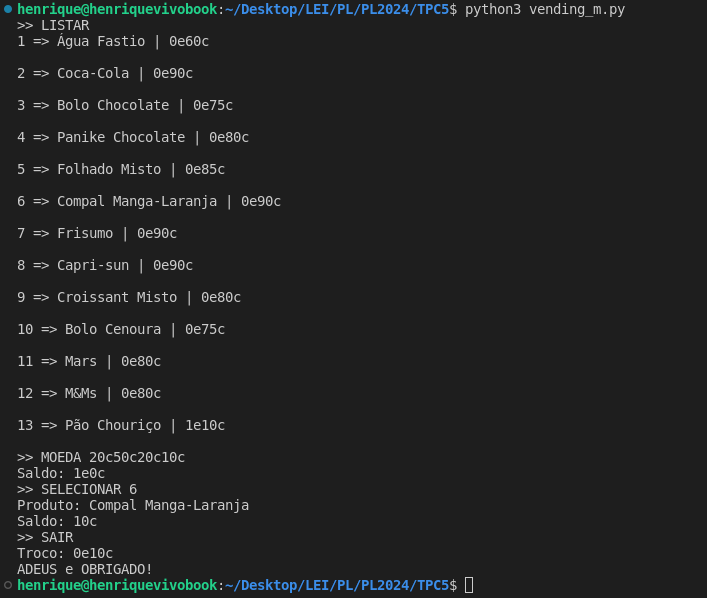 henrique@henriquevivobook:~/Desktop/LEI/PL/PL2024/TPC5$ python3 vending_m.py
>> LISTAR
1 => Água Fastio | 0e60c
2 => Coca-Cola | 0e90c
3 => Bolo Chocolate | 0e75c
4 => Panike Chocolate | 0e80c
5 => Folhado Misto | 0e85c
6 => Compal Manga-Laranja | 0e90c
7 => Frisumo | 0e90c
8 => Capri-sun | 0e90c
9 => Croissant Misto | 0e80c
10 => Bolo Cenoura | 0e75c
11 => Mars | 0e80c
12 => M&Ms | 0e80c
13 => Pão Chouriço | 1e10c
>> MOEDA 20c50c20c10c
Saldo: 1e0c
>> SELECIONAR 6
Produto: Compal Manga-Laranja
Saldo: 10c
>> SAIR
Troco: 0e10c
ADEUS e OBRIGADO!
henrique@henriquevivobook:~/Desktop/LEI/PL/PL2024/TPC5$